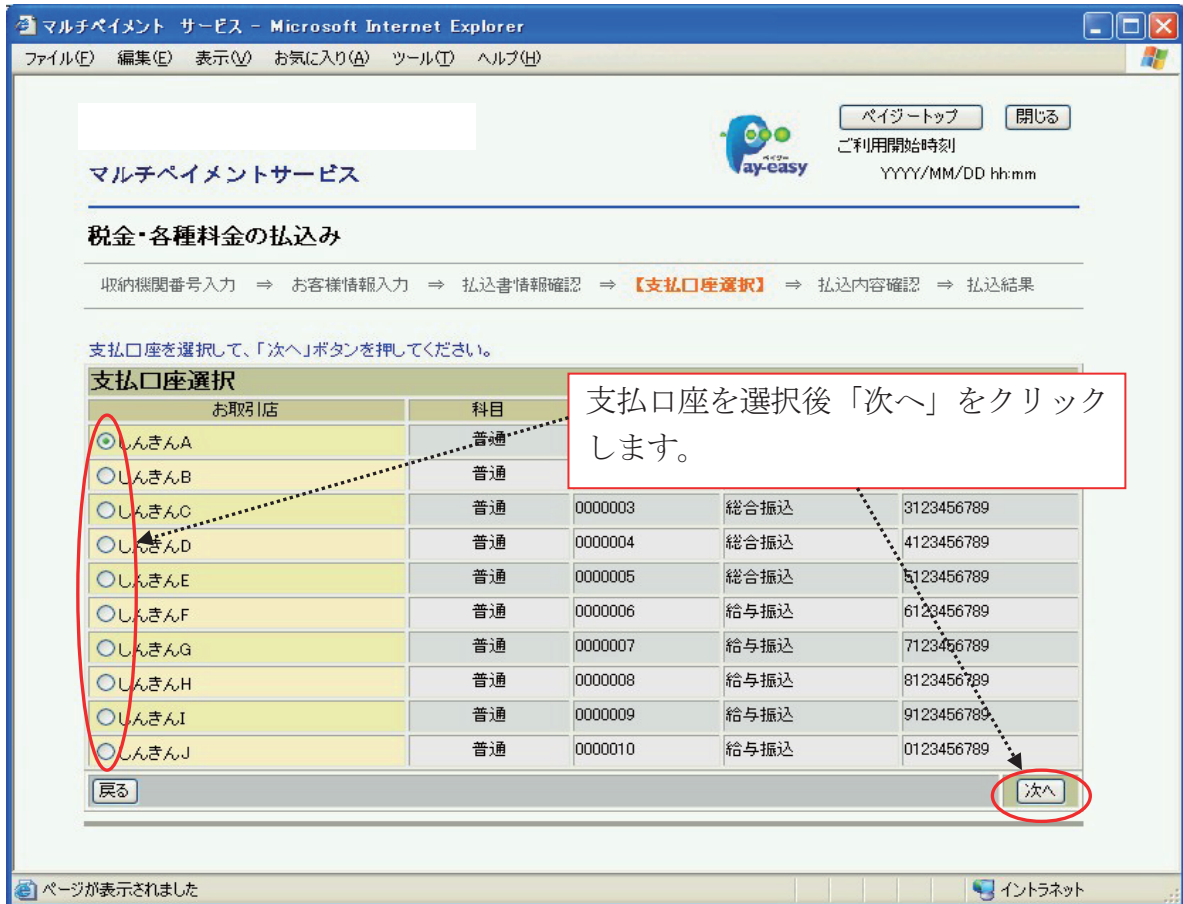 マルチペイメント サービス - Microsoft Internet Explorer
ファイル(F) 編集(E) 表示(V) お気に入り(A) ツール(T) ヘルプ(H)
ペイジートップ 閉じる
ペイジー
Pay-easy
ご利用開始時刻
YYYY/MM/DD hh:mm
マルチペイメントサービス
税金・各種料金の払込み
収納機関番号入力 ⇒ お客様情報入力 ⇒ 払込書情報確認 ⇒ 【支払口座選択】 ⇒ 払込内容確認 ⇒ 払込結果
支払口座を選択して、「次へ」ボタンを押してください。
支払口座選択
支払口座を選択後「次へ」をクリック
します。
お取引店 科目
しんきんA 普通
しんきんB 普通
しんきんC 普通 0000003 総合振込 3123456789
しんきんD 普通 0000004 総合振込 4123456789
しんきんE 普通 0000005 総合振込 5123456789
しんきんF 普通 0000006 給与振込 6123456789
しんきんG 普通 0000007 給与振込 7123456789
しんきんH 普通 0000008 給与振込 8123456789
しんきんI 普通 0000009 給与振込 9123456789
しんきんJ 普通 0000010 給与振込 0123456789
戻る 次へ
ページが表示されました イントラネット